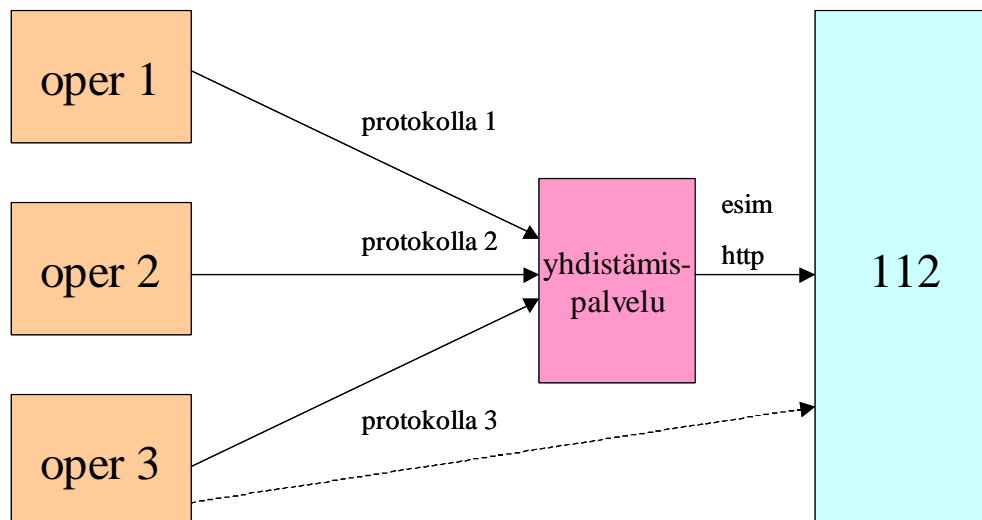 oper 1
protokolla 1
oper 2
protokolla 2
yhdistämis-
palvelu
esim
http
112
oper 3
protokolla 3